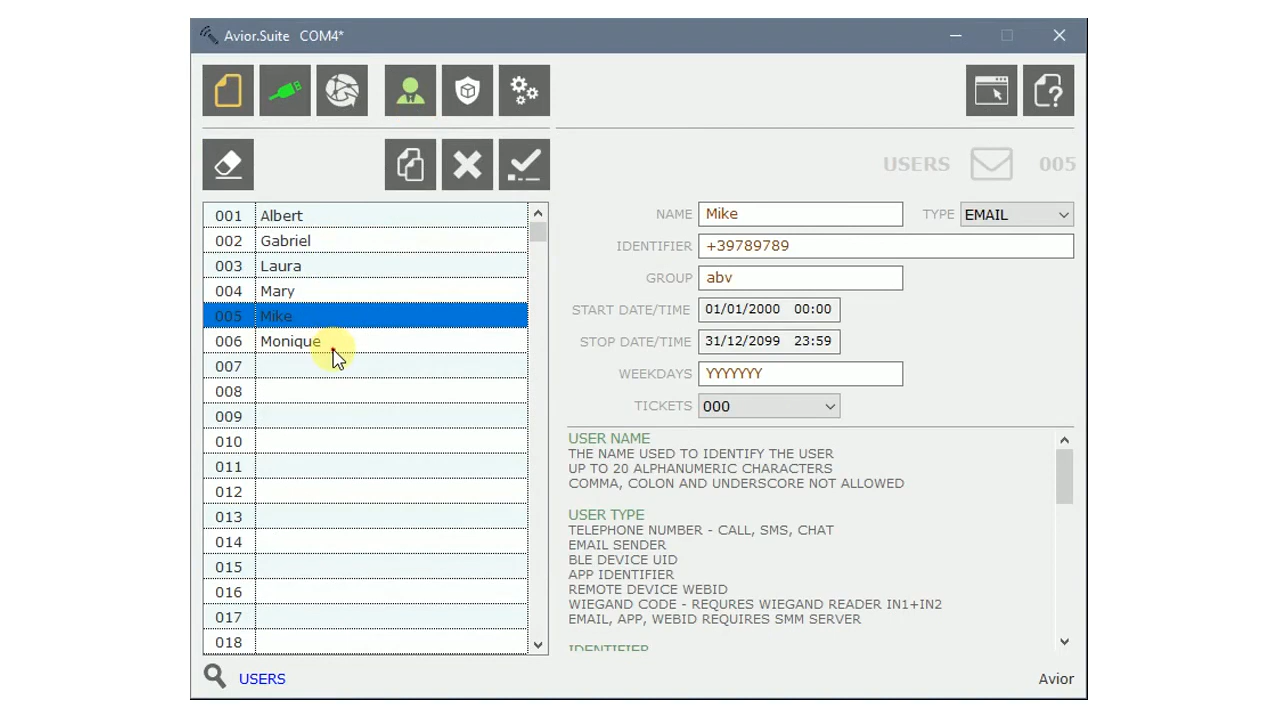 Avior.Suite COM4*
USERS 005
001 Albert
002 Gabriel
003 Laura
004 Mary
005 Mike
006 Monique
007
008
009
010
011
012
013
014
015
016
017
018
NAME Mike TYPE EMAIL
IDENTIFIER +39789789
GROUP abv
START DATE/TIME 01/01/2000 00:00
STOP DATE/TIME 31/12/2099 23:59
WEEKDAYS YYYYYYY
TICKETS 000
USER NAME
THE NAME USED TO IDENTIFY THE USER
UP TO 20 ALPHANUMERIC CHARACTERS
COMMA, COLON AND UNDERSCORE NOT ALLOWED
USER TYPE
TELEPHONE NUMBER - CALL, SMS, CHAT
EMAIL SENDER
BLE DEVICE UID
APP IDENTIFIER
REMOTE DEVICE WEBID
WIEGAND CODE - REQURES WIEGAND READER IN1+IN2
EMAIL, APP, WEBID REQUIRES SMM SERVER
IDENTIFIER
USERS
Avior